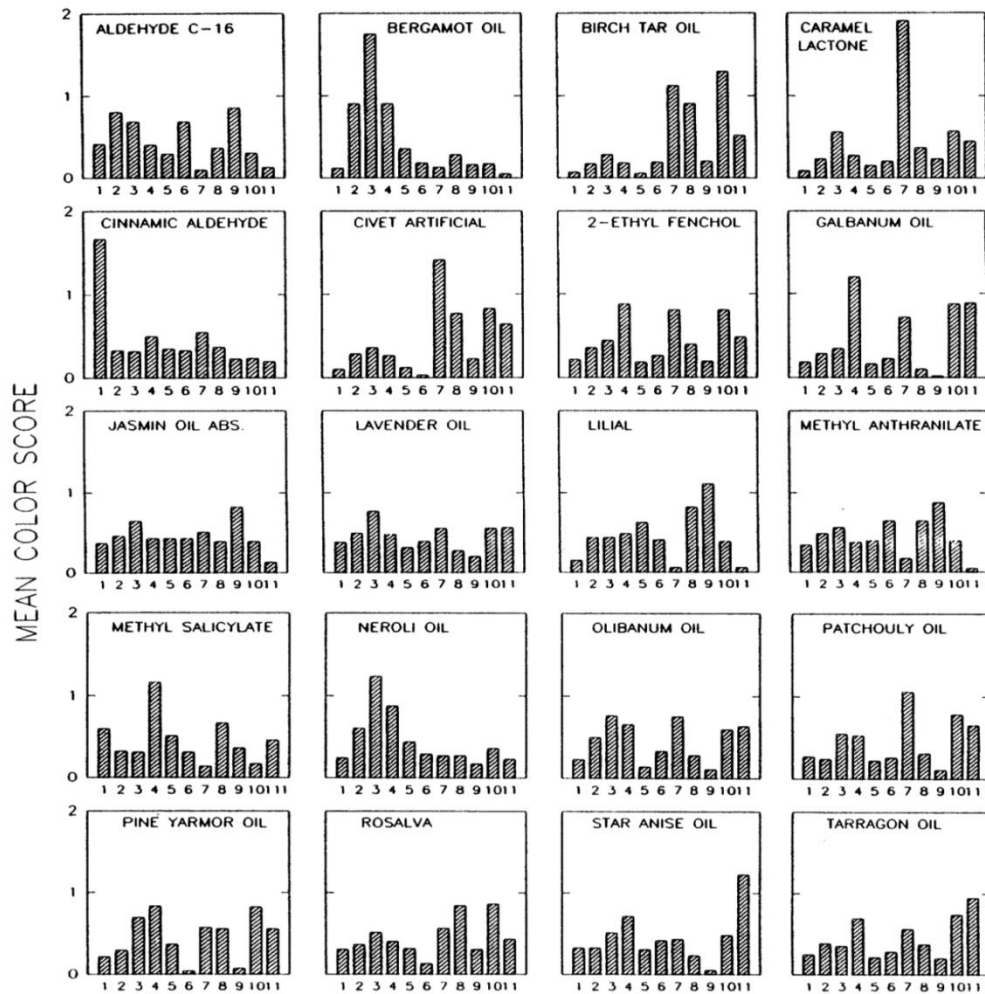 2
ALDEHYDE C-16
BERGAMOT OIL
BIRCH TAR OIL
CARAMEL
LACTONE
1
0
1 2 3 4 5 6 7 8 9 10 11
1 2 3 4 5 6 7 8 9 10 11
1 2 3 4 5 6 7 8 9 10 11
1 2 3 4 5 6 7 8 9 10 11
2
CINNAMIC ALDEHYDE
CIVET ARTIFICIAL
2-ETHYL FENCHOL
GALBANUM OIL
1
0
1 2 3 4 5 6 7 8 9 10 11
1 2 3 4 5 6 7 8 9 10 11
1 2 3 4 5 6 7 8 9 10 11
1 2 3 4 5 6 7 8 9 10 11
MEAN COLOR SCORE
2
JASMIN OIL ABS.
LAVENDER OIL
LILIAL
METHYL ANTHRANILATE
1
0
1 2 3 4 5 6 7 8 9 10 11
1 2 3 4 5 6 7 8 9 10 11
1 2 3 4 5 6 7 8 9 10 11
1 2 3 4 5 6 7 8 9 10 11
2
METHYL SALICYLATE
NEROLI OIL
OLIBANUM OIL
PATCHOULY OIL
1
0
1 2 3 4 5 6 7 8 9 10 11
1 2 3 4 5 6 7 8 9 10 11
1 2 3 4 5 6 7 8 9 10 11
1 2 3 4 5 6 7 8 9 10 11
2
PINE YARMOR OIL
ROSALVA
STAR ANISE OIL
TARRAGON OIL
1
0
1 2 3 4 5 6 7 8 9 10 11
1 2 3 4 5 6 7 8 9 10 11
1 2 3 4 5 6 7 8 9 10 11
1 2 3 4 5 6 7 8 9 10 11